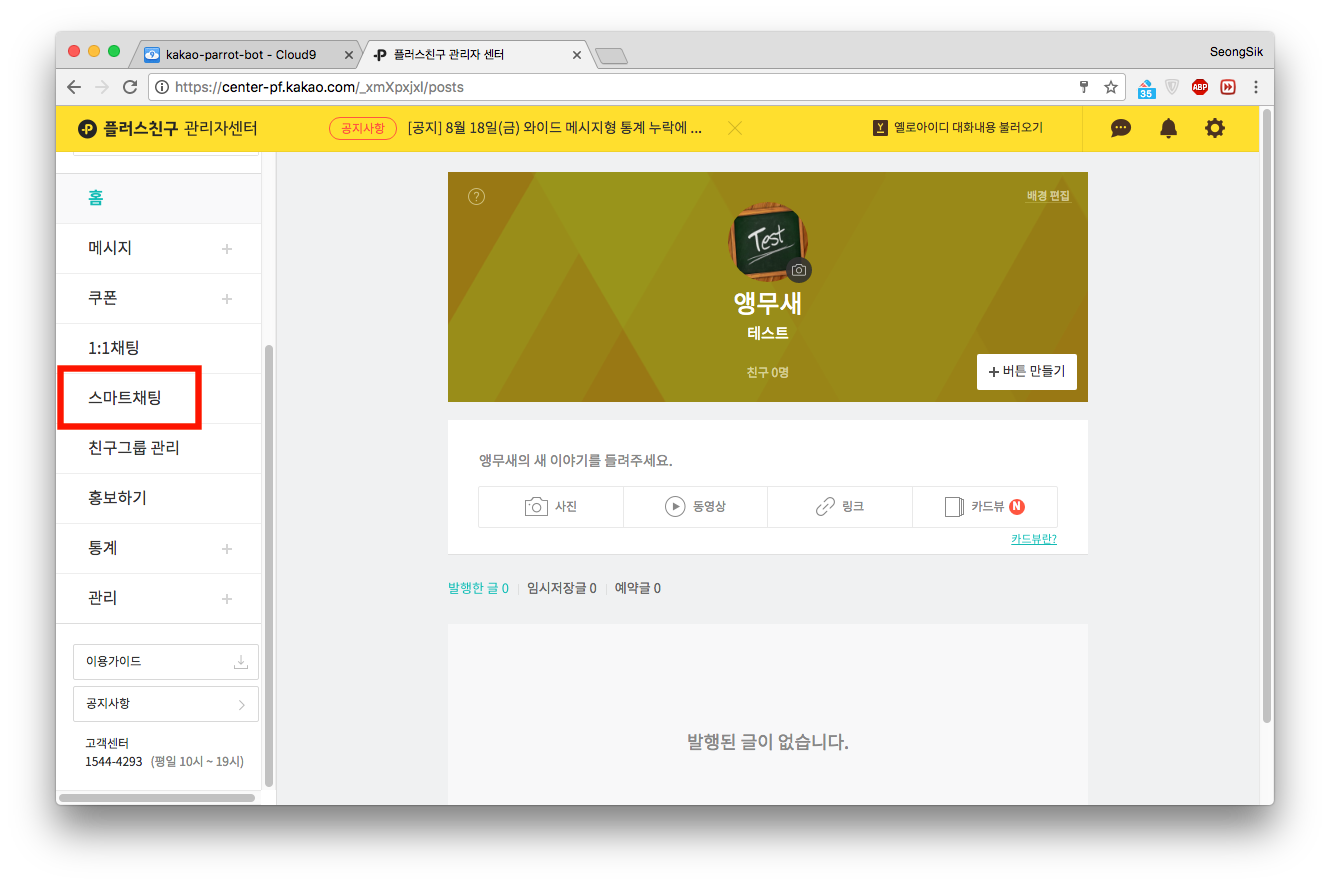 kakao-parrot-bot - Cloud9
플러스친구 관리자 센터
SeongSik
https://center-pf.kakao.com/_xmXpxjxl/posts
35
ABP
플러스친구 관리자센터
공지사항
[공지] 8월 18일(금) 와이드 메시지형 통계 누락에 ...
옐로아이디 대화내용 불러오기
홈
메시지
쿠폰
1:1채팅
스마트채팅
친구그룹 관리
홍보하기
통계
관리
이용가이드
공지사항
고객센터
1544-4293 (평일 10시 ~ 19시)
?
배경 편집
Test
앵무새
테스트
친구 0명
+ 버튼 만들기
앵무새의 새 이야기를 들려주세요.
사진
동영상
링크
카드뷰 N
카드뷰란?
발행한 글 0 | 임시저장글 0 | 예약글 0
발행된 글이 없습니다.